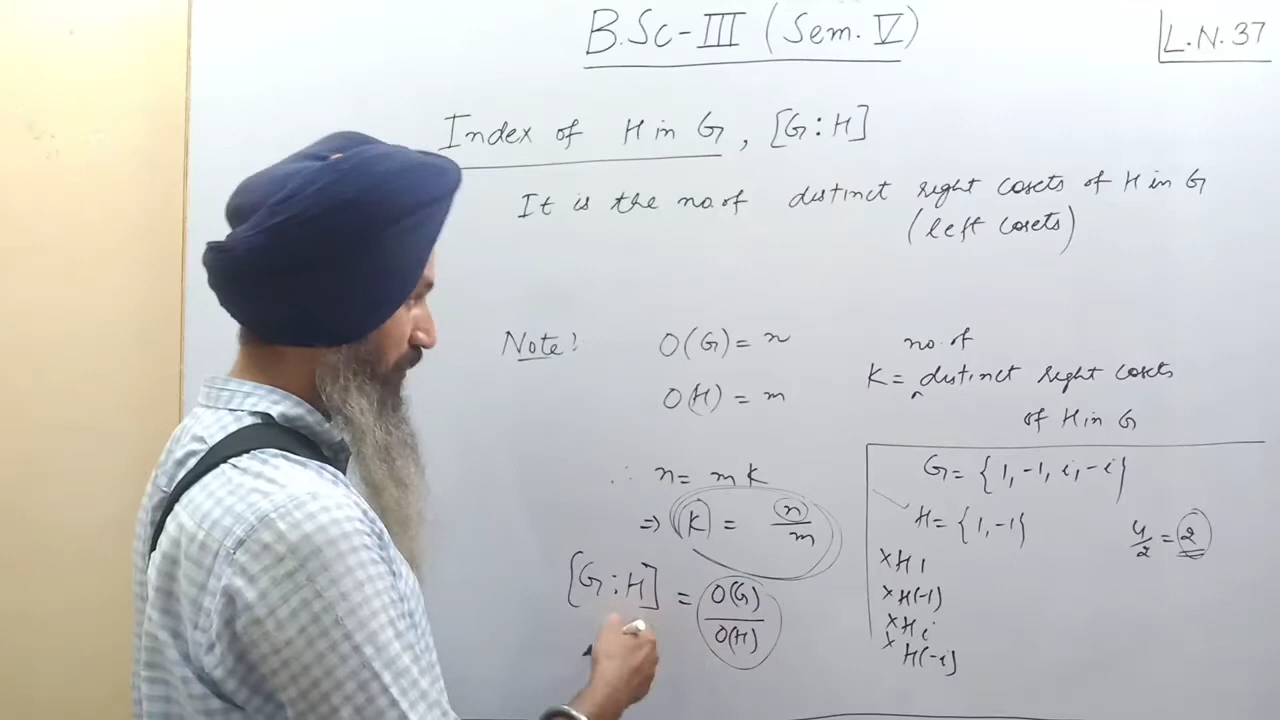 B.Sc-III (Sem. V)
L.N. 37
Index of H in G, [G:H]
It is the no. of distinct right cosets of H in G
(left cosets)
Note: O(G) = n
O(H) = m
no. of
K = distinct right cosets
of H in G
∴ n = m K
⇒ K = n/m
[G:H] = O(G)/O(H)
G = {1, -1, i, -i}
H = {1, -1}
4/2 = 2
×H1
×H(-1)
×Hi
×H(-i)